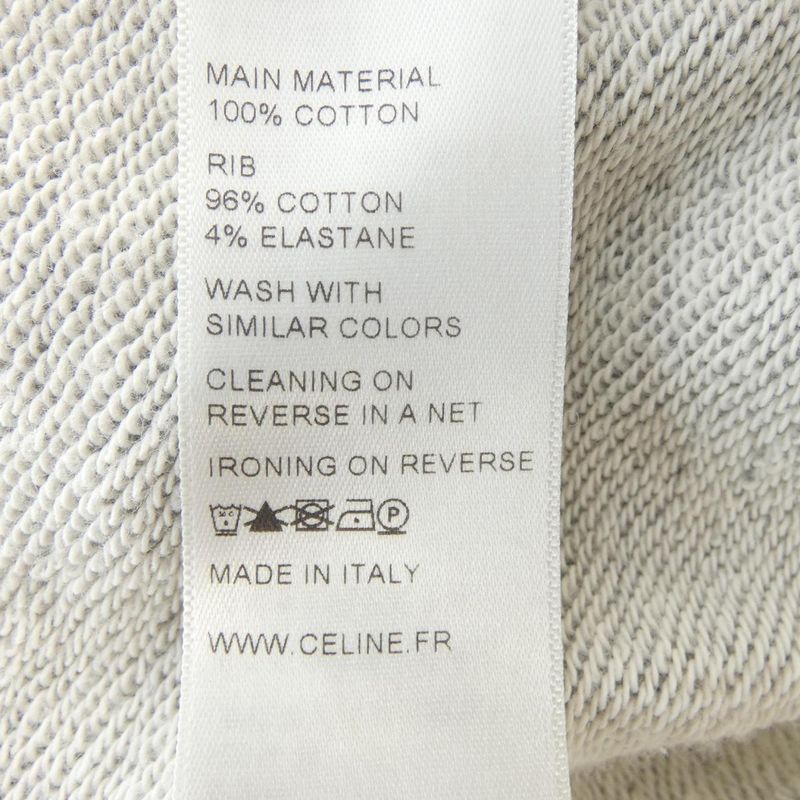 MAIN MATERIAL
100% COTTON
RIB
96% COTTON
4% ELASTANE
WASH WITH
SIMILAR COLORS
CLEANING ON
REVERSE IN A NET
IRONING ON REVERSE
30 P
MADE IN ITALY
WWW.CELINE.FR